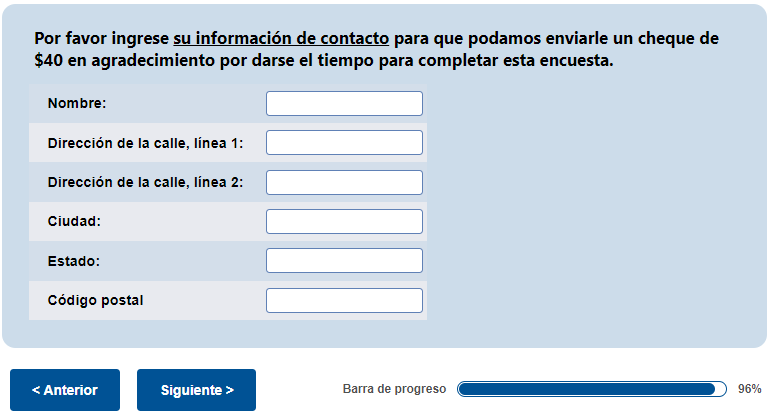 Por favor ingrese su información de contacto para que podamos enviarle un cheque de
$40 en agradecimiento por darse el tiempo para completar esta encuesta.
Nombre:
Dirección de la calle, línea 1:
Dirección de la calle, línea 2:
Ciudad:
Estado:
Código postal
< Anterior
Siguiente >
Barra de progreso
96%